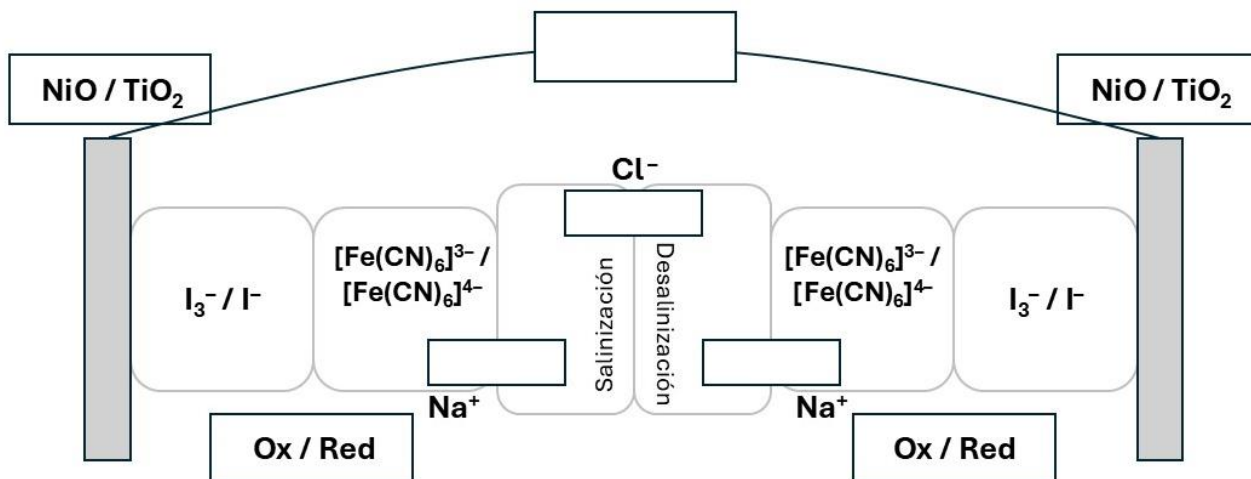 NiO / TiO₂
NiO / TiO₂
Cl⁻
[Fe(CN)₆]³⁻ /
[Fe(CN)₆]⁴⁻
[Fe(CN)₆]³⁻ /
[Fe(CN)₆]⁴⁻
I₃⁻ / I⁻
Salinización
Desalinización
I₃⁻ / I⁻
Na⁺
Na⁺
Ox / Red
Ox / Red